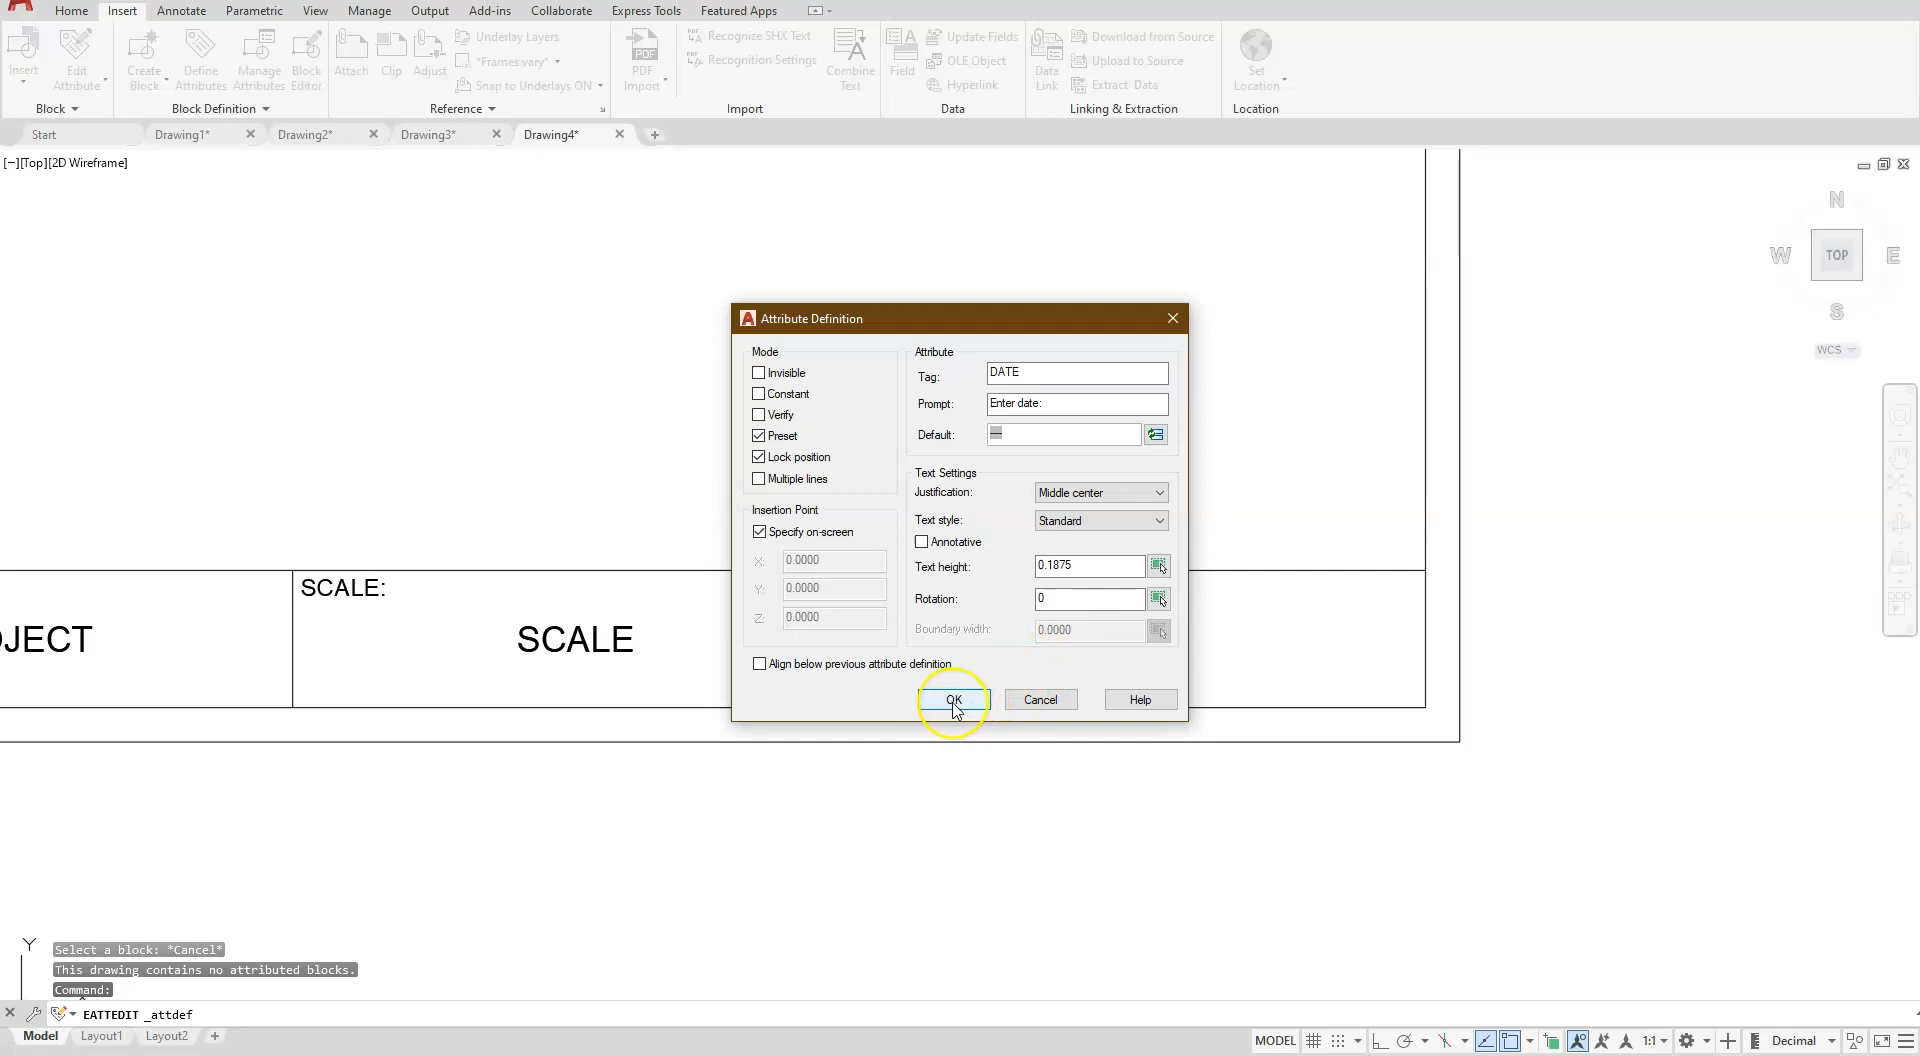 Home Insert Annotate Parametric View Manage Output Add-ins Collaborate Express Tools Featured Apps
Insert
Edit Attribute
Create Block
Define Attributes
Manage Attributes
Block Editor
Attach
Clip
Adjust
Underlay Layers
*Frames vary*
Snap to Underlays ON
PDF
PDF Import
PDF Recognize SHX Text
PDF Recognition Settings
Combine Text
Field
Update Fields
OLE Object
Hyperlink
Data Link
Download from Source
Upload to Source
Extract Data
Set Location
Block Block Definition Reference Import Data Linking & Extraction Location
Start Drawing1* Drawing2* Drawing3* Drawing4*
[−][Top][2D Wireframe]
N
W TOP E
S
WCS
Attribute Definition
Mode
Invisible
Constant
Verify
Preset
Lock position
Multiple lines
Attribute
Tag: DATE
Prompt: Enter date:
Default:
Insertion Point
Specify on-screen
X: 0.0000
Y: 0.0000
Z: 0.0000
Text Settings
Justification: Middle center
Text style: Standard
Annotative
Text height: 0.1875
Rotation: 0
Boundary width: 0.0000
Align below previous attribute definition
OK Cancel Help
SCALE:
OJECT SCALE
Y
Select a block: *Cancel*
This drawing contains no attributed blocks.
Command:
EATTEDIT _attdef
Model Layout1 Layout2
MODEL 1:1 Decimal